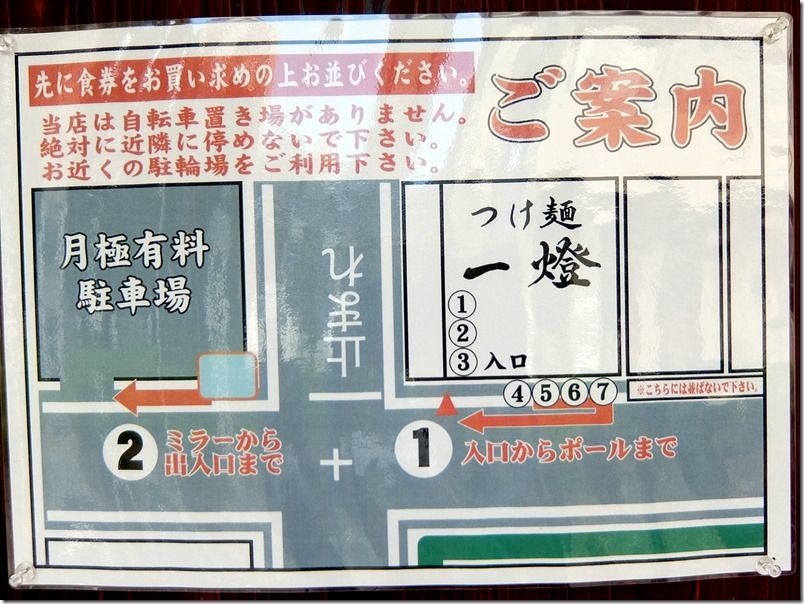 先に食券をお買い求めの上お並びください。
ご案内
当店は自転車置き場がありません。
絶対に近隣に停めないで下さい。
お近くの駐輪場をご利用下さい。
月極有料
駐車場
止まれ
つけ麺
一燈
①
②
③ 入口
④⑤⑥⑦
※こちらには並ばないで下さい。
2 ミラーから
出入口まで
1 入口からポールまで